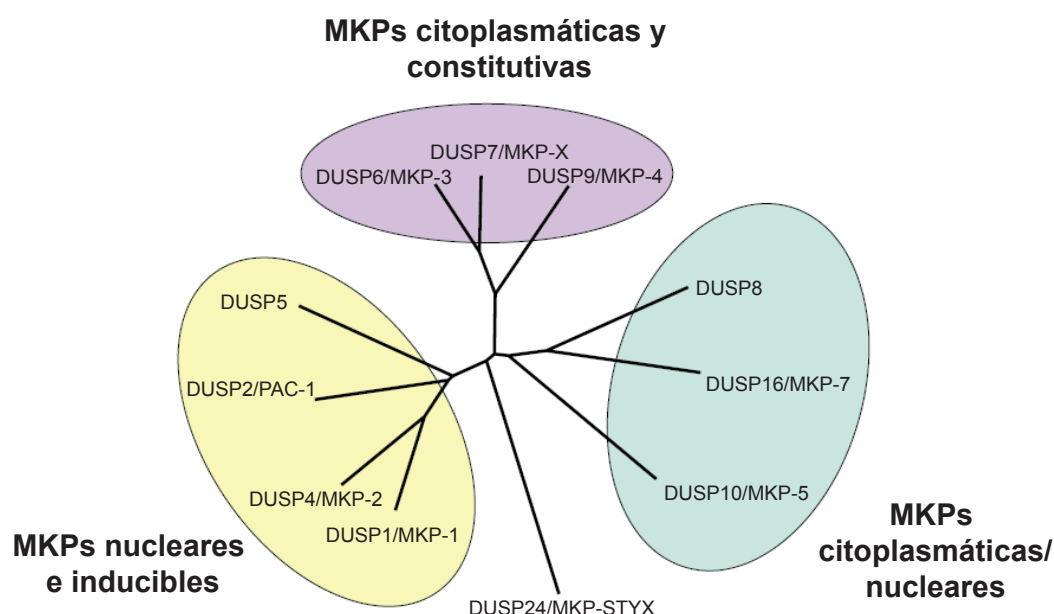 MKPs citoplasmáticas y
constitutivas
DUSP7/MKP-X
DUSP6/MKP-3
DUSP9/MKP-4
DUSP5
DUSP2/PAC-1
DUSP4/MKP-2
DUSP1/MKP-1
MKPs nucleares
e inducibles
DUSP8
DUSP16/MKP-7
DUSP10/MKP-5
MKPs
citoplasmáticas/
nucleares
DUSP24/MKP-STYX